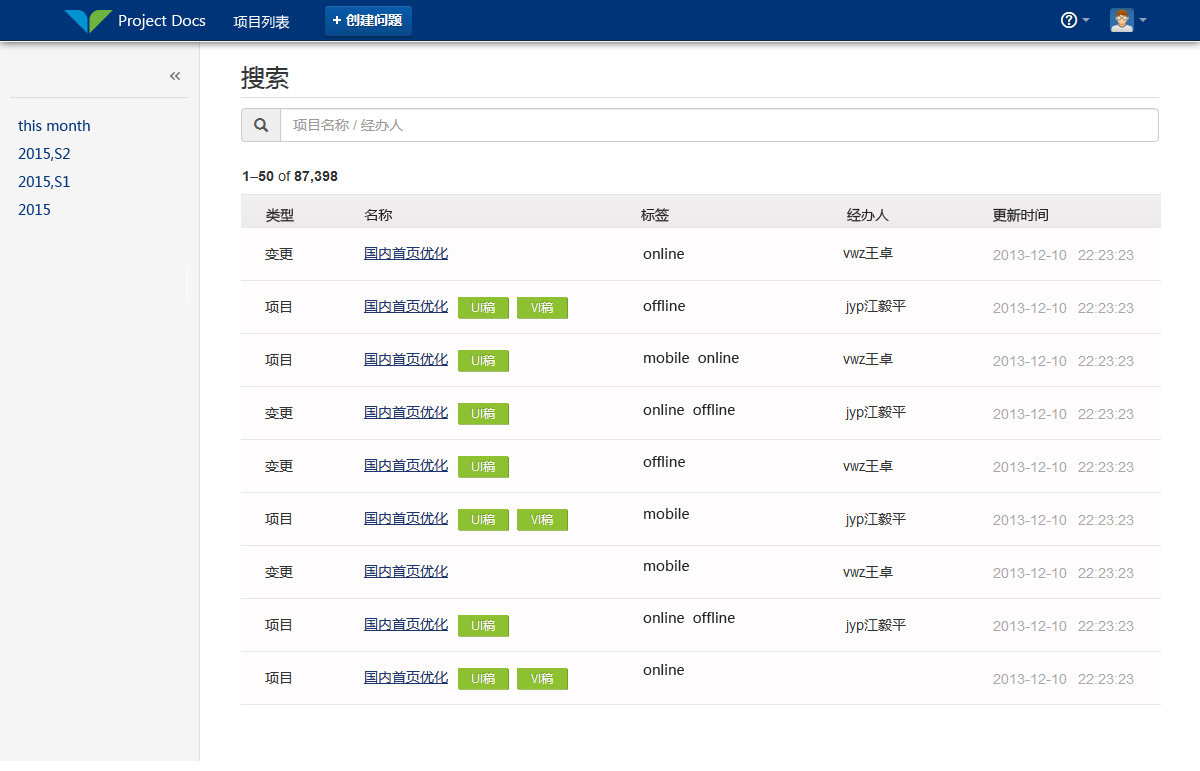 Project Docs 项目列表 + 创建问题
«
this month
2015,S2
2015,S1
2015
搜索
项目名称 / 经办人
1–50 of 87,398
类型 名称 标签 经办人 更新时间
变更 国内首页优化 online vwz王卓 2013-12-10 22:23:23
项目 国内首页优化 UI稿 VI稿 offline jyp江毅平 2013-12-10 22:23:23
项目 国内首页优化 UI稿 mobile online vwz王卓 2013-12-10 22:23:23
变更 国内首页优化 UI稿 online offline jyp江毅平 2013-12-10 22:23:23
变更 国内首页优化 UI稿 offline vwz王卓 2013-12-10 22:23:23
项目 国内首页优化 UI稿 VI稿 mobile jyp江毅平 2013-12-10 22:23:23
变更 国内首页优化 mobile vwz王卓 2013-12-10 22:23:23
项目 国内首页优化 UI稿 online offline jyp江毅平 2013-12-10 22:23:23
项目 国内首页优化 UI稿 VI稿 online 2013-12-10 22:23:23